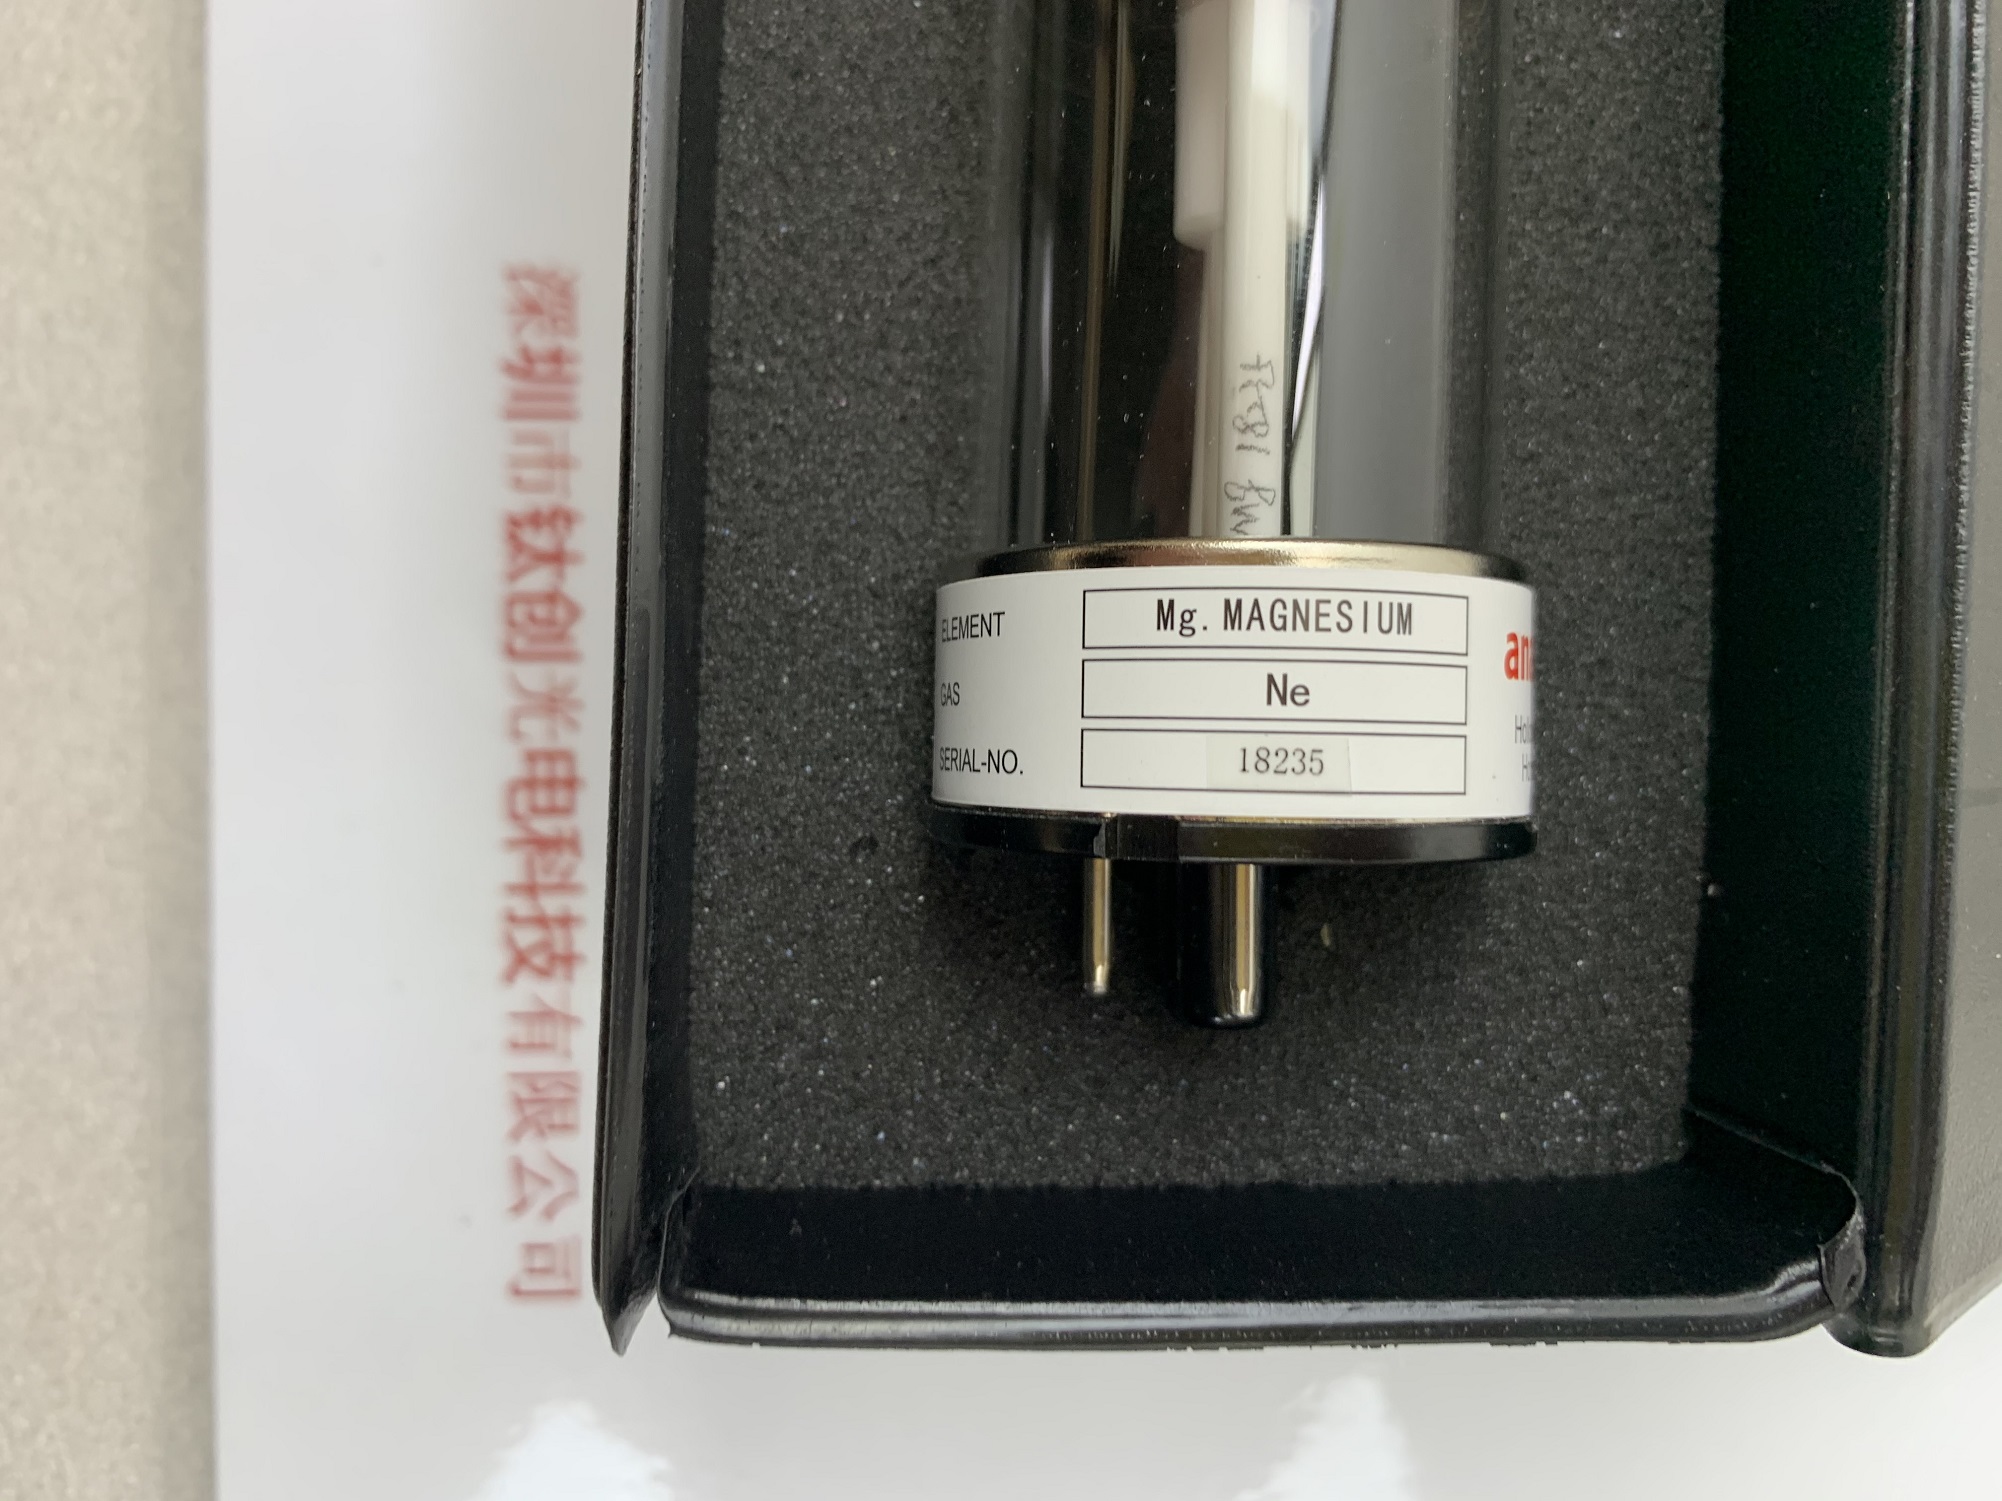 深圳市钛创光电科技有限公司
ELEMENT Mg. MAGNESIUM
GAS Ne
SERIAL-NO. 18235